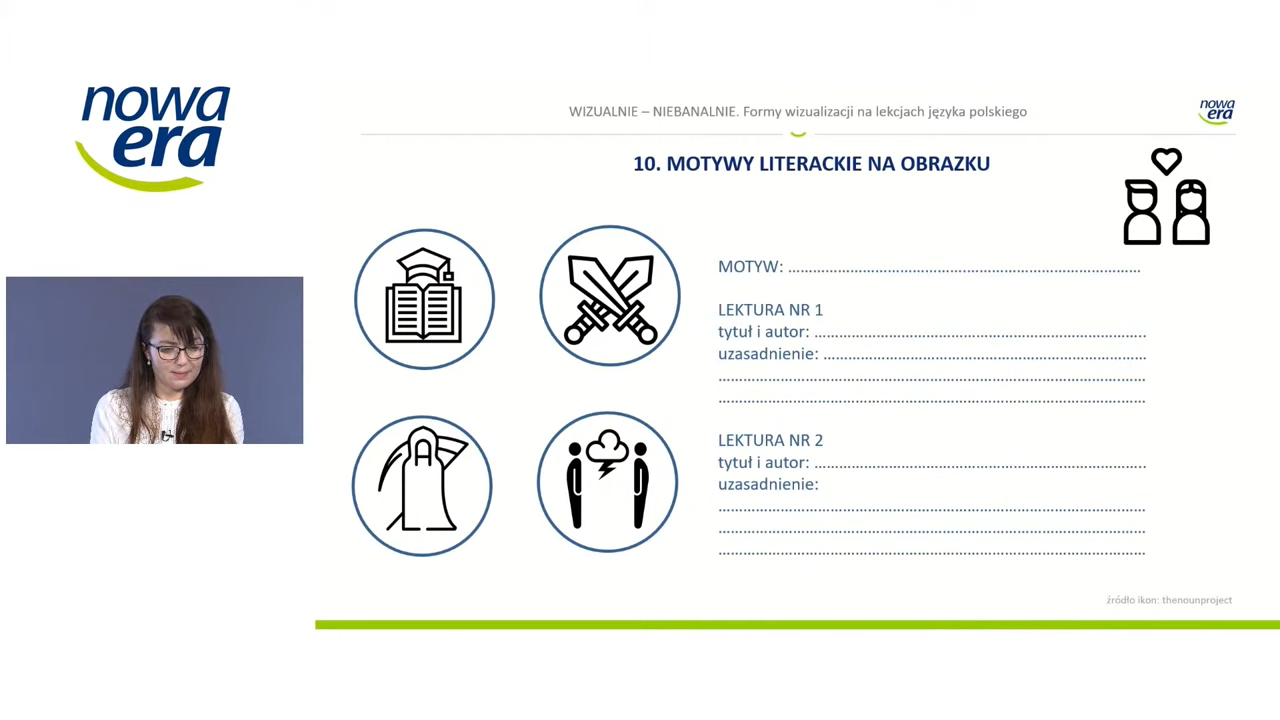 nowa
era
WIZUALNIE – NIEBANALNIE. Formy wizualizacji na lekcjach języka polskiego
nowa
era
10. MOTYWY LITERACKIE NA OBRAZKU
MOTYW: ................................................................................
LEKTURA NR 1
tytuł i autor: ..........................................................................
uzasadnienie: ........................................................................
................................................................................................
................................................................................................
LEKTURA NR 2
tytuł i autor: ..........................................................................
uzasadnienie:
................................................................................................
................................................................................................
................................................................................................
źródło ikon: thenounproject